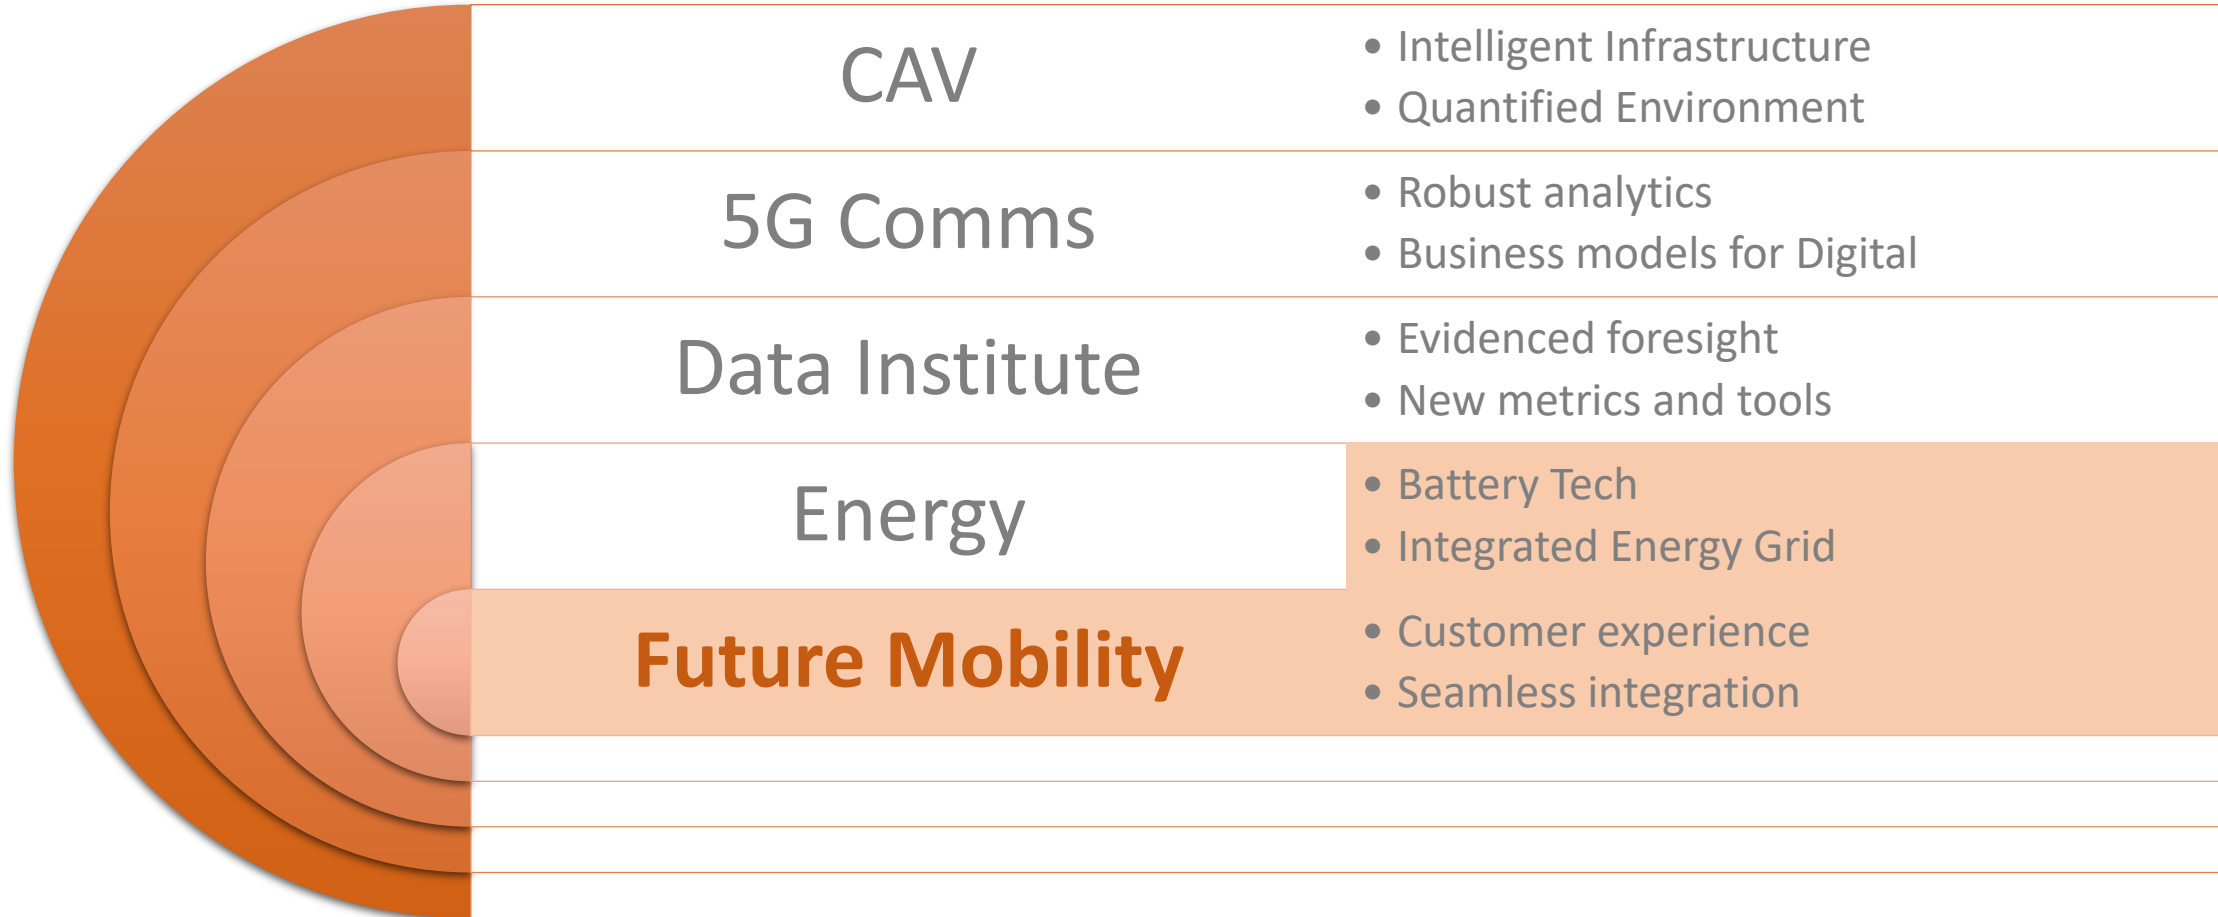 CAV
• Intelligent Infrastructure
• Quantified Environment
5G Comms
• Robust analytics
• Business models for Digital
Data Institute
• Evidenced foresight
• New metrics and tools
Energy
• Battery Tech
• Integrated Energy Grid
Future Mobility
• Customer experience
• Seamless integration